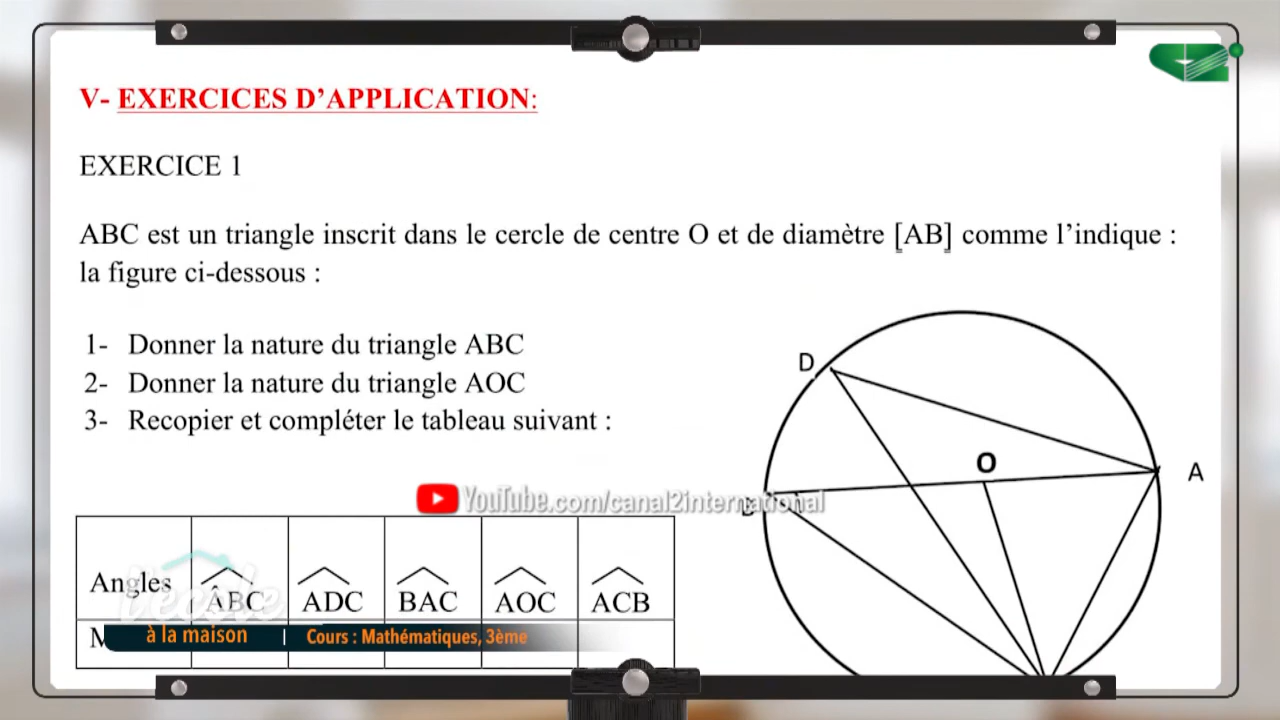 V- EXERCICES D'APPLICATION:
EXERCICE 1
ABC est un triangle inscrit dans le cercle de centre O et de diamètre [AB] comme l'indique :
la figure ci-dessous :
1- Donner la nature du triangle ABC
2- Donner la nature du triangle AOC
3- Recopier et compléter le tableau suivant :
D
O
A
YouTube.com/canal2international
Angles ÂBC ADC BAC AOC ACB
l'école
à la maison | Cours : Mathématiques, 3ème